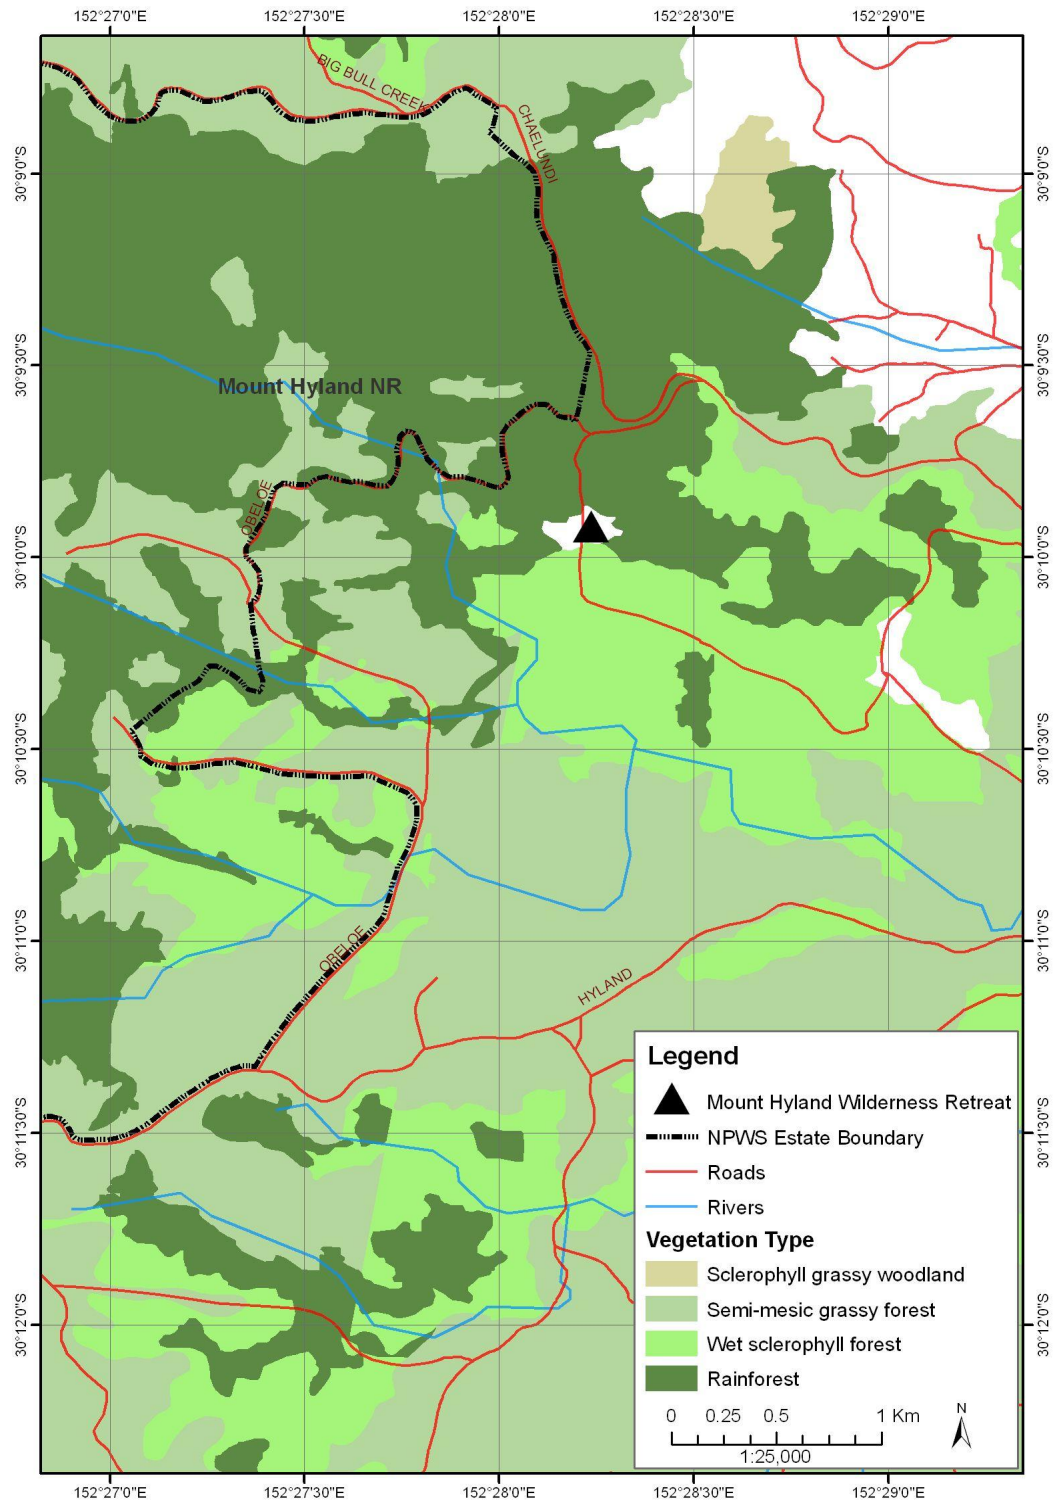 152°27'0"E
152°27'30"E
152°28'0"E
152°28'30"E
152°29'0"E
BIG BULL CREEK
CHAELUNDI
30°9'0"S
30°9'0"S
30°9'30"S
30°9'30"S
Mount Hyland NR
OBELOE
30°10'0"S
30°10'0"S
30°10'30"S
30°10'30"S
30°11'0"S
30°11'0"S
OBELOE
HYLAND
30°11'30"S
30°11'30"S
30°12'0"S
30°12'0"S
Legend
Mount Hyland Wilderness Retreat
NPWS Estate Boundary
Roads
Rivers
Vegetation Type
Sclerophyll grassy woodland
Semi-mesic grassy forest
Wet sclerophyll forest
Rainforest
0 0.25 0.5 1 Km
1:25,000
N
152°27'0"E
152°27'30"E
152°28'0"E
152°28'30"E
152°29'0"E